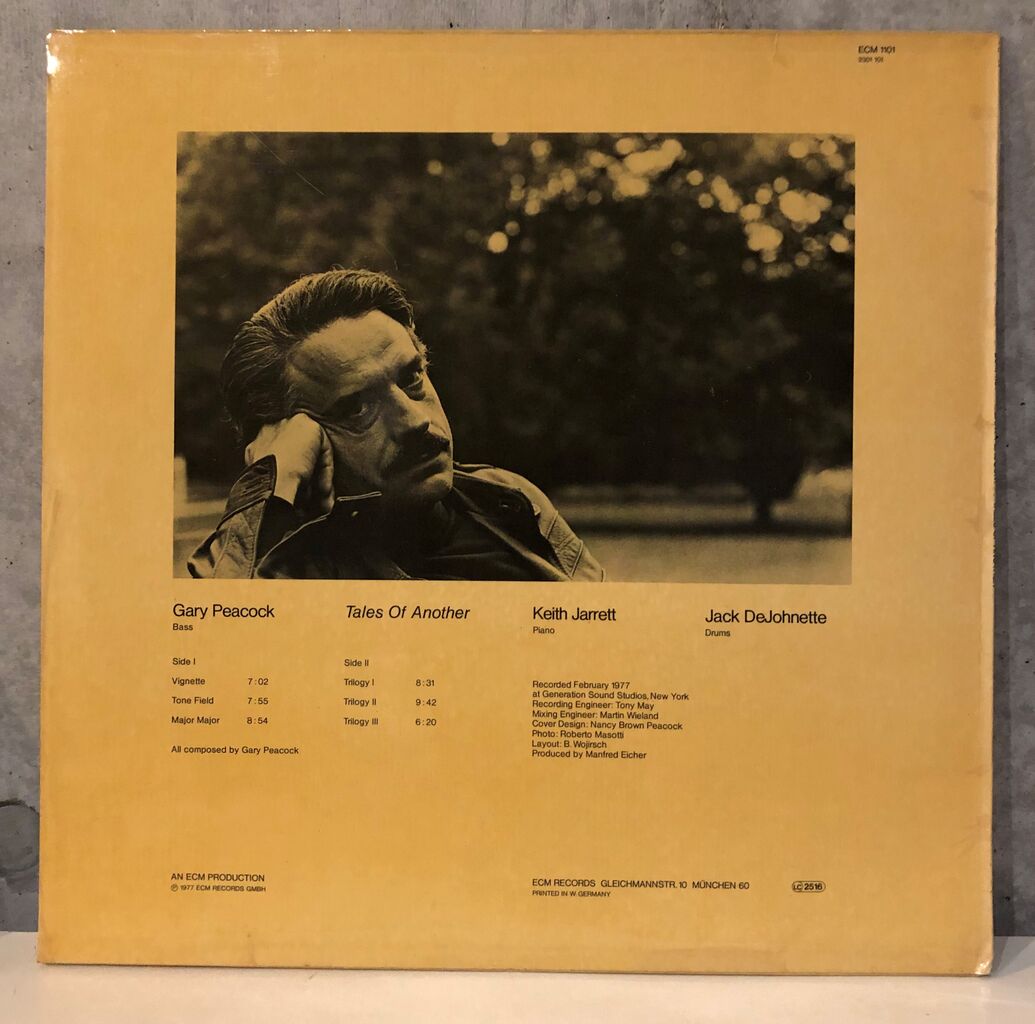 ECM 1101
2301 101
Gary Peacock
Bass
Tales Of Another
Keith Jarrett
Piano
Jack DeJohnette
Drums
Side I
Vignette 7:02
Tone Field 7:55
Major Major 8:54
All composed by Gary Peacock
Side II
Trilogy I 8:31
Trilogy II 9:42
Trilogy III 6:20
Recorded February 1977
at Generation Sound Studios, New York
Recording Engineer: Tony May
Mixing Engineer: Martin Wieland
Cover Design: Nancy Brown Peacock
Photo: Roberto Masotti
Layout: B. Wojirsch
Produced by Manfred Eicher
AN ECM PRODUCTION
℗ 1977 ECM RECORDS GMBH
ECM RECORDS GLEICHMANNSTR. 10 MÜNCHEN 60
PRINTED IN W. GERMANY
LC 2516